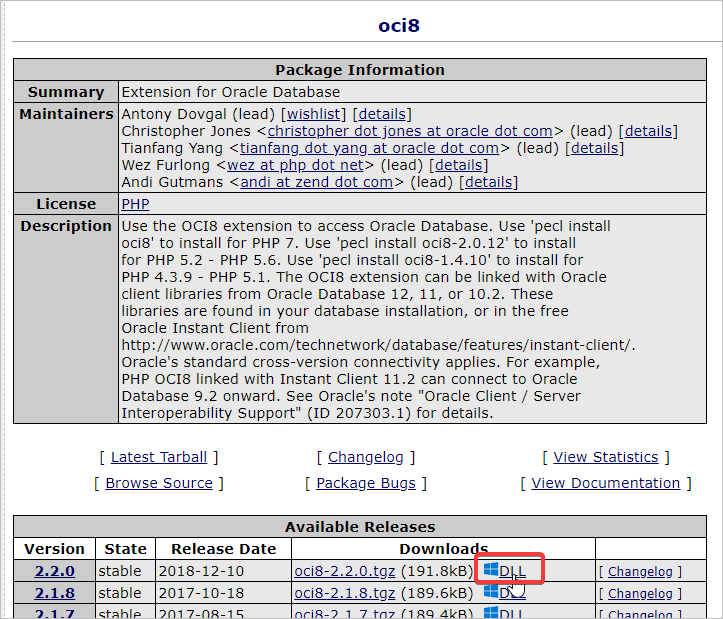 oci8
Package Information
Summary Extension for Oracle Database
Maintainers Antony Dovgal (lead) [wishlist] [details]
Christopher Jones <christopher dot jones at oracle dot com> (lead) [details]
Tianfang Yang <tianfang dot yang at oracle dot com> (lead) [details]
Wez Furlong <wez at php dot net> (lead) [details]
Andi Gutmans <andi at zend dot com> (lead) [details]
License PHP
Description Use the OCI8 extension to access Oracle Database. Use 'pecl install
oci8' to install for PHP 7. Use 'pecl install oci8-2.0.12' to install
for PHP 5.2 - PHP 5.6. Use 'pecl install oci8-1.4.10' to install for
PHP 4.3.9 - PHP 5.1. The OCI8 extension can be linked with Oracle
client libraries from Oracle Database 12, 11, or 10.2. These
libraries are found in your database installation, or in the free
Oracle Instant Client from
http://www.oracle.com/technetwork/database/features/instant-client/.
Oracle's standard cross-version connectivity applies. For example,
PHP OCI8 linked with Instant Client 11.2 can connect to Oracle
Database 9.2 onward. See Oracle's note "Oracle Client / Server
Interoperability Support" (ID 207303.1) for details.
[ Latest Tarball ] [ Changelog ] [ View Statistics ]
[ Browse Source ] [ Package Bugs ] [ View Documentation ]
Available Releases
Version State Release Date Downloads
2.2.0 stable 2018-12-10 oci8-2.2.0.tgz (191.8kB) DLL [ Changelog ]
2.1.8 stable 2017-10-18 oci8-2.1.8.tgz (189.6kB) DLL [ Changelog ]
2.1.7 stable 2017-08-15 oci8-2.1.7.tgz (189.4kB) DLL [ Changelog ]